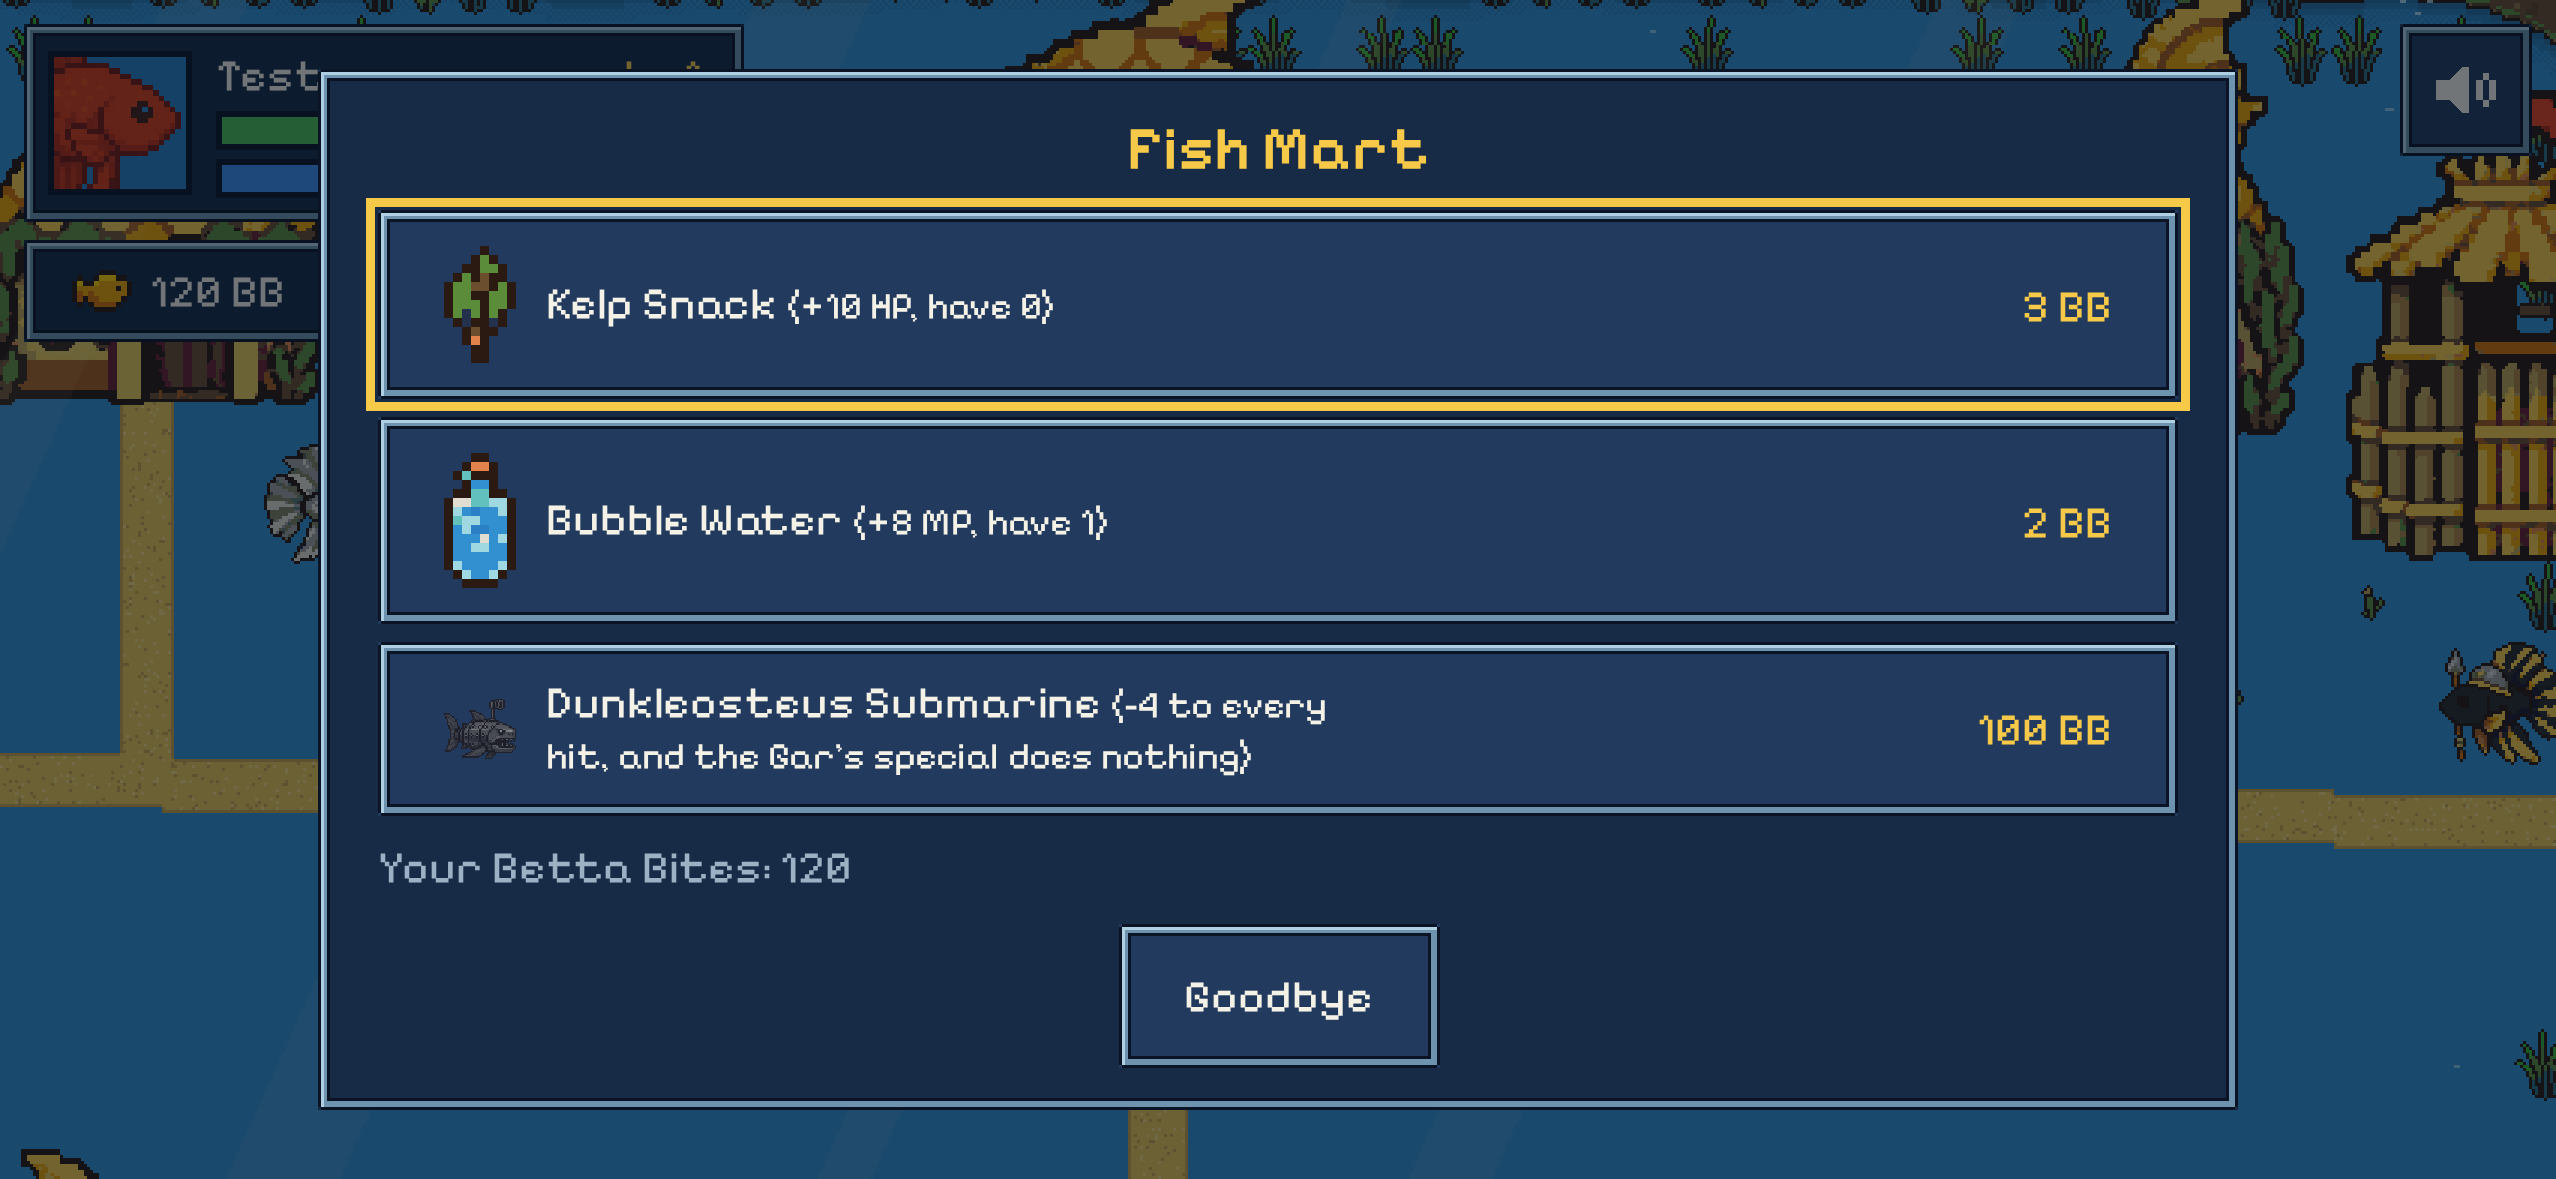 Test
120 BB
Fish Mart
Kelp Snack (+10 HP, have 0)
3 BB
Bubble Water (+8 MP, have 1)
2 BB
Dunkleosteus Submarine (-4 to every
hit, and the Gar's special does nothing)
100 BB
Your Betta Bites: 120
Goodbye